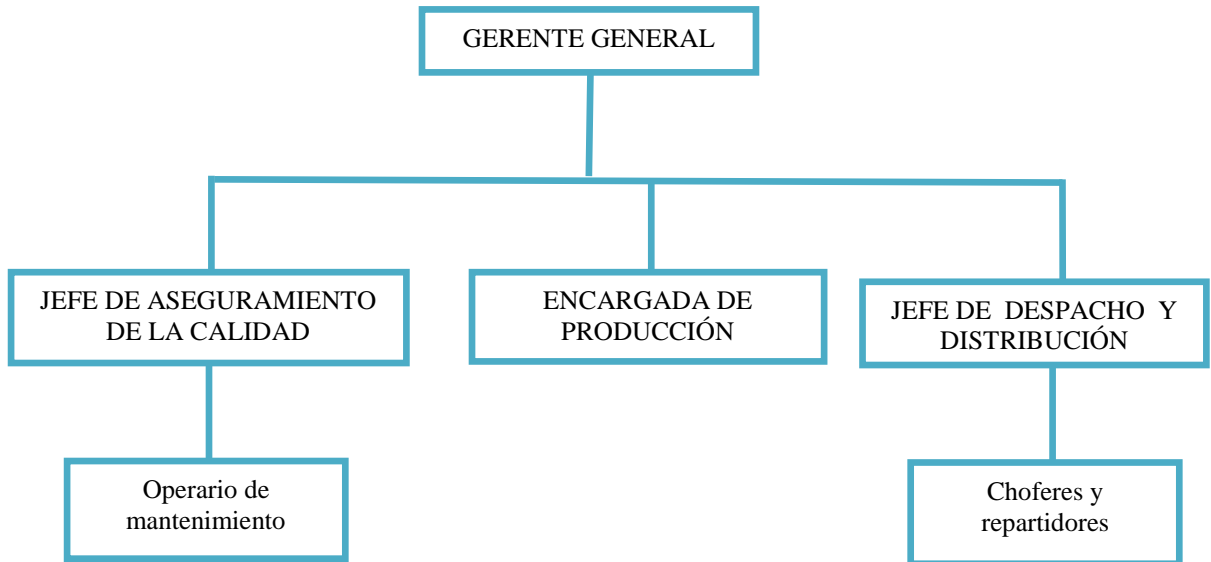 GERENTE GENERAL
JEFE DE ASEGURAMIENTO
DE LA CALIDAD
ENCARGADA DE
PRODUCCIÓN
JEFE DE DESPACHO Y
DISTRIBUCIÓN
Operario de
mantenimiento
Choferes y
repartidores